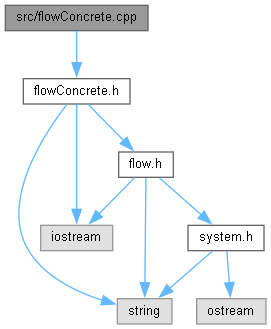 src/flowConcrete.cpp
flowConcrete.h
flow.h
iostream
system.h
string
ostream